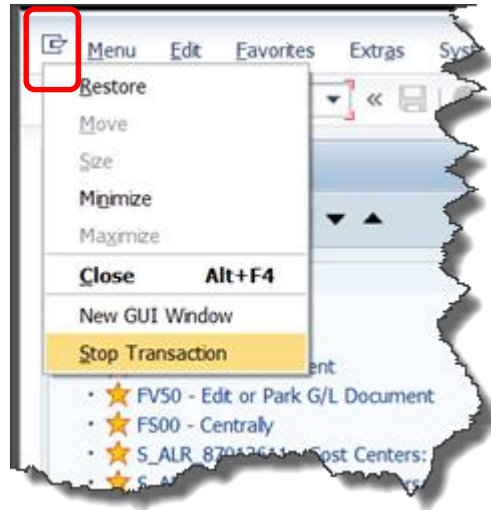 Menu Edit Favorites Extras Syst
Restore
Move
Size
Minimize
Maximize
Close Alt+F4
New GUI Window
Stop Transaction
FV50 - Edit or Park G/L Document
FS00 - Centrally
Cost Centers: